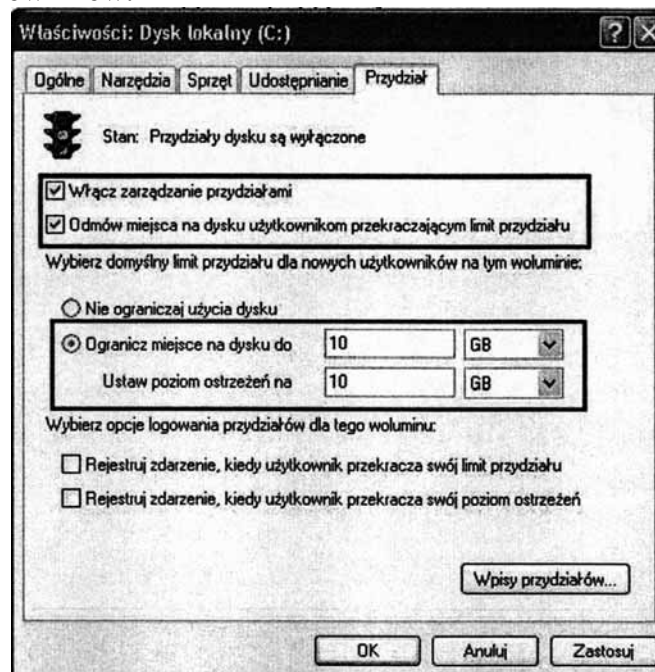 Właściwości: Dysk lokalny (C:)
Ogólne Narzędzia Sprzęt Udostępnianie Przydział
Stan: Przydziały dysku są wyłączone
Włącz zarządzanie przydziałami
Odmów miejsca na dysku użytkownikom przekraczającym limit przydziału
Wybierz domyślny limit przydziału dla nowych użytkowników na tym woluminie:
Nie ograniczaj użycia dysku
Ogranicz miejsce na dysku do 10 GB
Ustaw poziom ostrzeżeń na 10 GB
Wybierz opcje logowania przydziałów dla tego woluminu:
Rejestruj zdarzenie, kiedy użytkownik przekracza swój limit przydziału
Rejestruj zdarzenie, kiedy użytkownik przekracza swój poziom ostrzeżeń
Wpisy przydziałów...
OK Anuluj Zastosuj